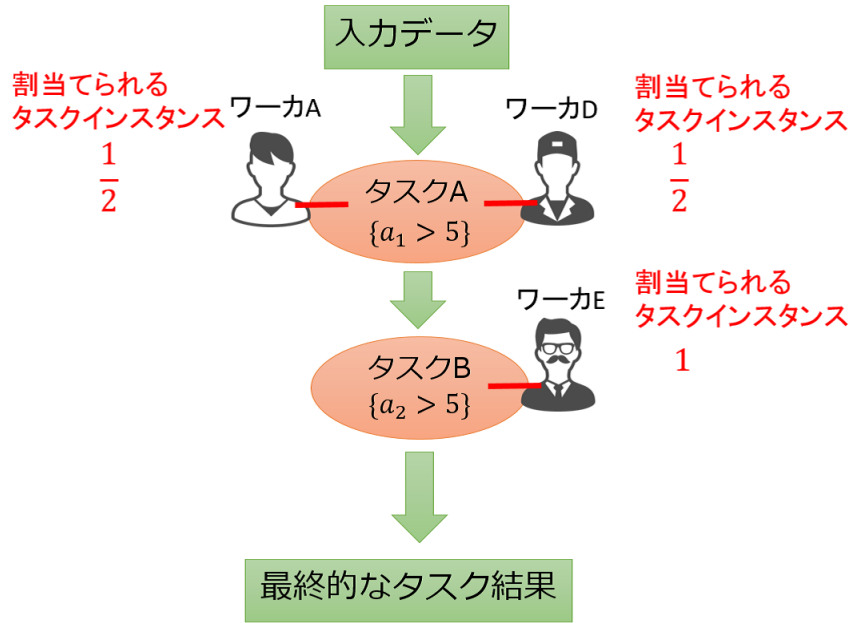 入力データ
割当てられる
タスクインスタンス
1
2
ワーカA
ワーカD
割当てられる
タスクインスタンス
1
2
タスクA
{a₁ > 5}
ワーカE
割当てられる
タスクインスタンス
1
タスクB
{a₂ > 5}
最終的なタスク結果